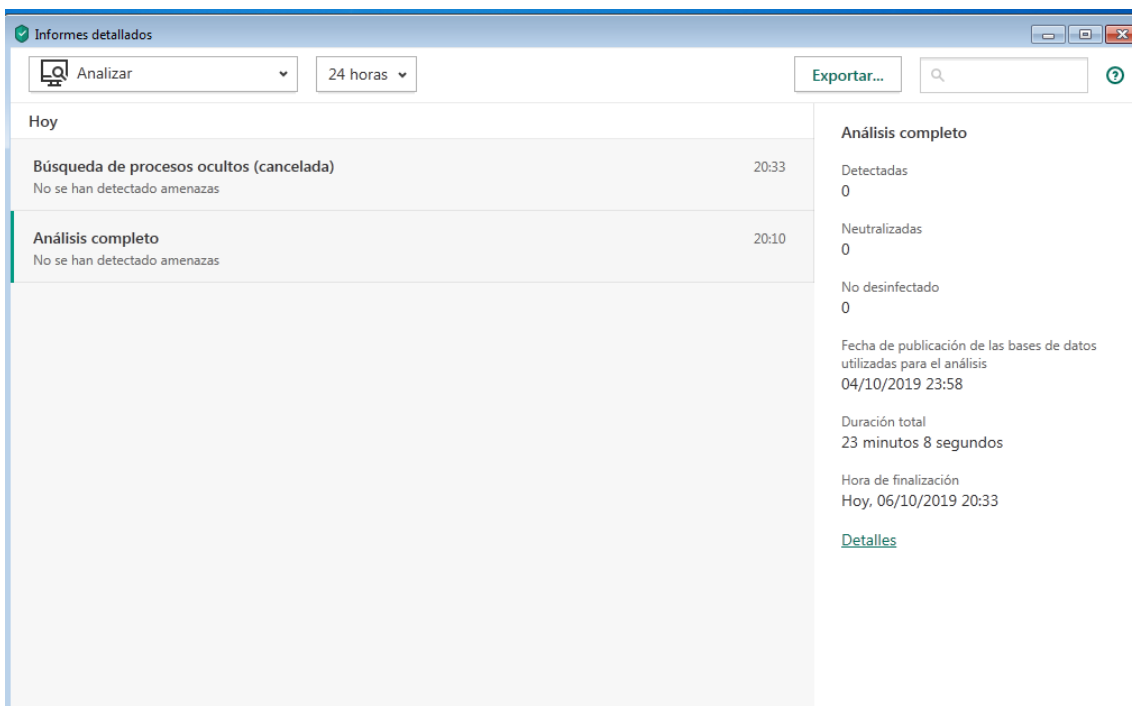 Informes detallados
Analizar
24 horas
Exportar...
Hoy
Búsqueda de procesos ocultos (cancelada)
20:33
No se han detectado amenazas
Análisis completo
20:10
No se han detectado amenazas
Análisis completo
Detectadas
0
Neutralizadas
0
No desinfectado
0
Fecha de publicación de las bases de datos
utilizadas para el análisis
04/10/2019 23:58
Duración total
23 minutos 8 segundos
Hora de finalización
Hoy, 06/10/2019 20:33
Detalles